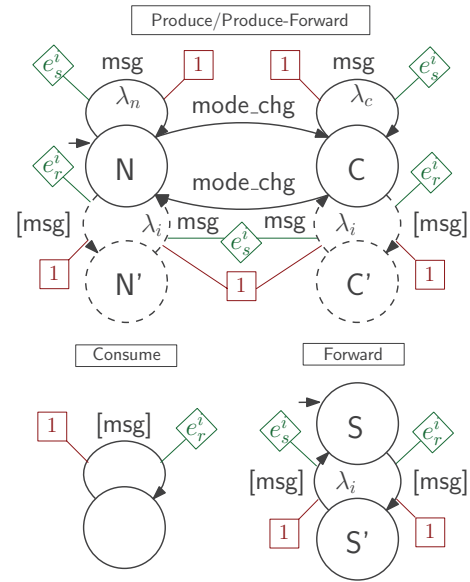 Produce/Produce-Forward
msg msg
e_s^i 1 1 e_s^i
λ_n λ_c
mode_chg
N C
e_r^i e_r^i
mode_chg
[msg] λ_i msg msg λ_i [msg]
e_s^i
1 N' 1 C' 1
Consume Forward
1 [msg] e_r^i
S
e_s^i e_r^i
[msg] λ_i [msg]
1 1
S'